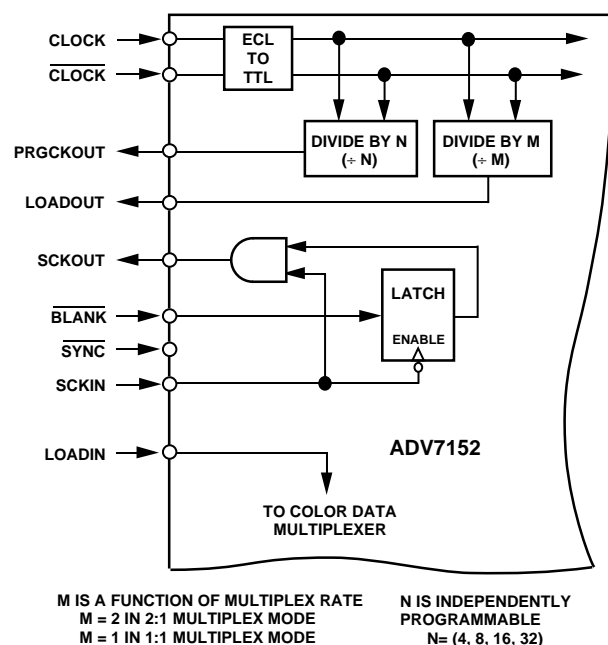 CLOCK
ECL
TO
TTL
CLOCK
PRGCKOUT
DIVIDE BY N
(÷ N)
DIVIDE BY M
(÷ M)
LOADOUT
SCKOUT
LATCH
BLANK
ENABLE
SYNC
SCKIN
LOADIN
ADV7152
TO COLOR DATA
MULTIPLEXER
M IS A FUNCTION OF MULTIPLEX RATE
M = 2 IN 2:1 MULTIPLEX MODE
M = 1 IN 1:1 MULTIPLEX MODE
N IS INDEPENDENTLY
PROGRAMMABLE
N= (4, 8, 16, 32)